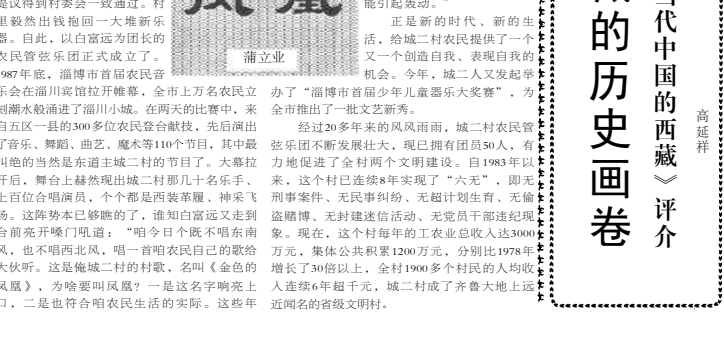 提议得到村委会一致通过。村
里毅然出钱抱回一大堆新乐
器。自此，以白富远为团长的
农民管弦乐团正式成立了。
1987年底，淄博市首届农民音
乐会在淄川宾馆拉开帷幕，全市上万名农民立
刻潮水般涌进了淄川小城。在两天的比赛中，来
自五区一县的300多位农民登台献技，先后演出
了音乐、舞蹈、曲艺、魔术等110个节目，其中最
叫绝的当然是东道主城二村的节目了。大幕拉
开后，舞台上赫然现出城二村那几十名乐手、
上百位合唱演员，个个都是西装革履、神采飞
扬。这阵势本已够瞧的了，谁知白富远又走到
台前亮开嗓门吼道：“咱今日个既不唱东南
风，也不唱西北风，唱一首咱农民自己的歌给
大伙听。这是俺城二村的村歌，名叫《金色的
凤凰》，为啥要叫凤凰？一是这名字响亮上
口，二是也符合咱农民生活的实际。这些年
凤凰
蒲立业
能引起轰动。”
正是新的时代、新的生
活，给城二村农民提供了一个
又一个创造自我、表现自我的
机会。今年，城二人又发起举
办了“淄博市首届少年儿童器乐大奖赛”，为
全市推出了一批文艺新秀。
经过20多年来的风风雨雨，城二村农民管
弦乐团不断发展壮大，现已拥有团员50人，有
力地促进了全村两个文明建设。自1983年以
来，这个村已连续8年实现了“六无”，即无
刑事案件、无民事纠纷、无超计划生育、无偷
盗赌博、无封建迷信活动、无党员干部违纪现
象。现在，这个村每年的工农业总收入达3000
万元，集体公共积累1200万元，分别比1978年
增长了30倍以上，全村1900多个村民的人均收
入连续6年超千元，城二村成了齐鲁大地上远
近闻名的省级文明村。
的历史画卷
当代中国的西藏》评介
高延祥